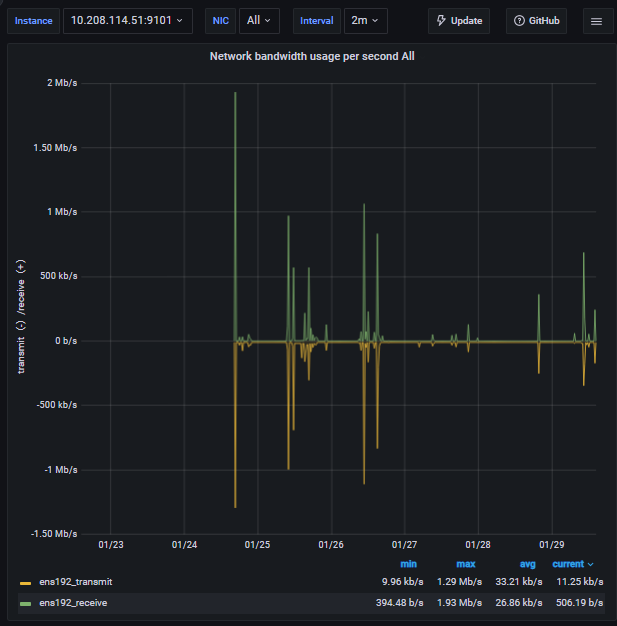 Instance 10.208.114.51:9101 NIC All Interval 2m Update GitHub
Network bandwidth usage per second All
2 Mb/s
1.50 Mb/s
1 Mb/s
500 kb/s
0 b/s
-500 kb/s
-1 Mb/s
-1.50 Mb/s
transmit (-) /receive (+)
01/23 01/24 01/25 01/26 01/27 01/28 01/29
min max avg current
ens192_transmit 9.96 kb/s 1.29 Mb/s 33.21 kb/s 11.25 kb/s
ens192_receive 394.48 b/s 1.93 Mb/s 26.86 kb/s 506.19 b/s